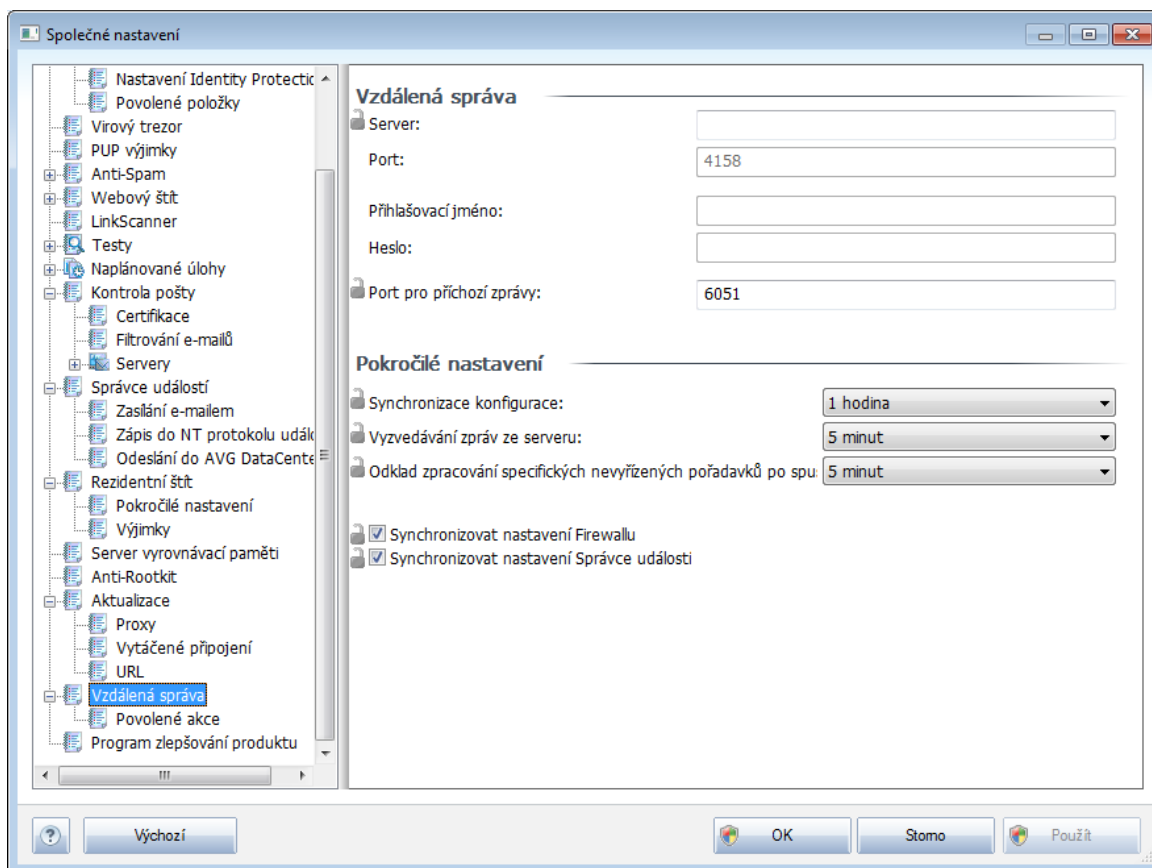 Společné nastavení
Nastavení Identity Protectic
Povolené položky
Virový trezor
PUP výjimky
Anti-Spam
Webový štít
LinkScanner
Testy
Naplánované úlohy
Kontrola pošty
Certifikace
Filtrování e-mailů
Servery
Správce událostí
Zasílání e-mailem
Zápis do NT protokolu událo
Odeslání do AVG DataCente
Rezidentní štít
Pokročilé nastavení
Výjimky
Server vyrovnávací paměti
Anti-Rootkit
Aktualizace
Proxy
Vytáčené připojení
URL
Vzdálená správa
Povolené akce
Program zlepšování produktu
Vzdálená správa
Server:
Port: 4158
Přihlašovací jméno:
Heslo:
Port pro příchozí zprávy: 6051
Pokročilé nastavení
Synchronizace konfigurace: 1 hodina
Vyzvedávání zpráv ze serveru: 5 minut
Odklad zpracování specifických nevyřízených pořadavků po spu: 5 minut
Synchronizovat nastavení Firewallu
Synchronizovat nastavení Správce události
? Výchozí OK Storno Použít